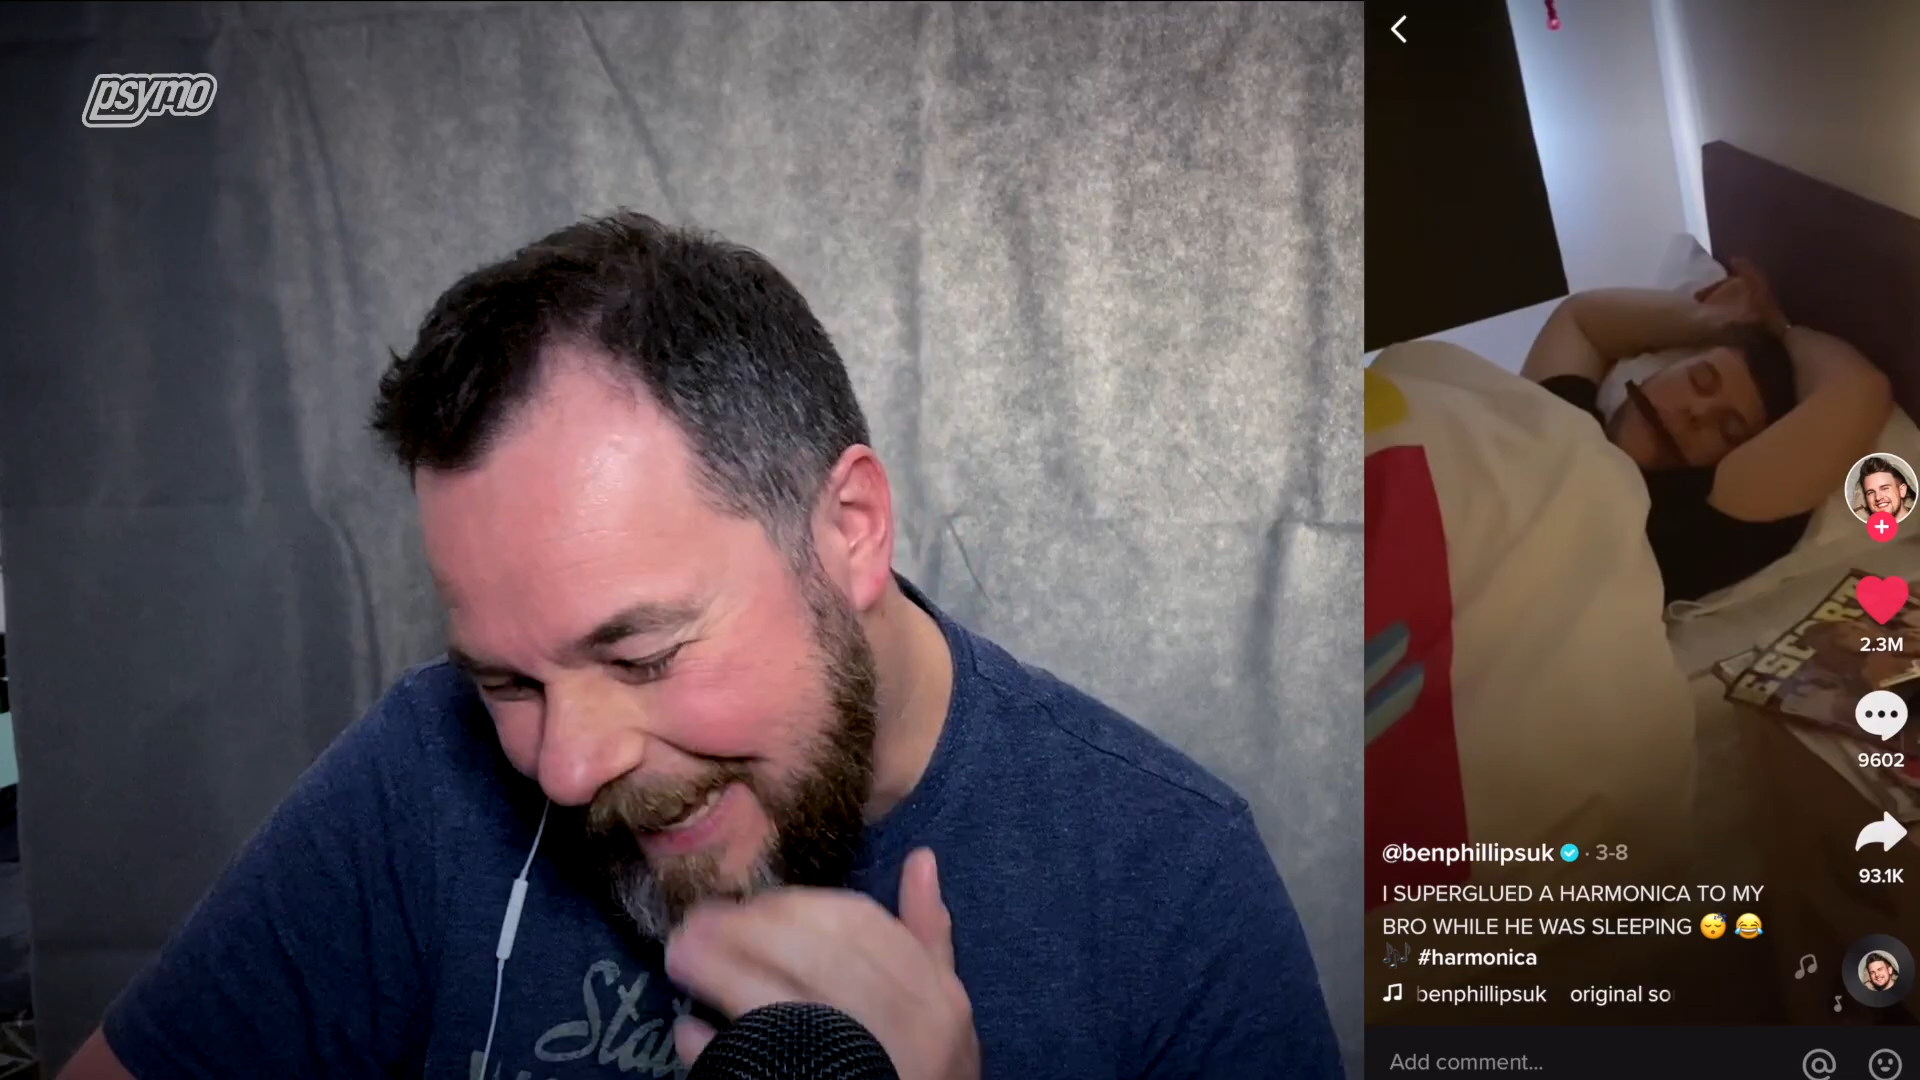 psymo
ESCORT
2.3M
9602
93.1K
@benphillipsuk · 3-8
I SUPERGLUED A HARMONICA TO MY
BRO WHILE HE WAS SLEEPING 😴 😂
🎶 #harmonica
benphillipsuk original so
Add comment...